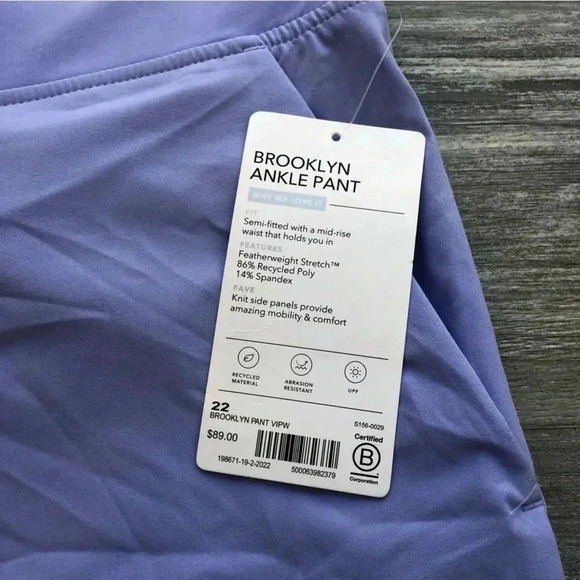 BROOKLYN
ANKLE PANT
WHY WE LOVE IT
FIT
Semi-fitted with a mid-rise
waist that holds you in
FEATURES
Featherweight Stretch™
86% Recycled Poly
14% Spandex
FAVE
Knit side panels provide
amazing mobility & comfort
RECYCLED MATERIAL
ABRASION RESISTANT
UPF
22
BROOKLYN PANT VIPW
S156-0029
$89.00
198671-19-2-2022
500063982379
Certified
B
Corporation